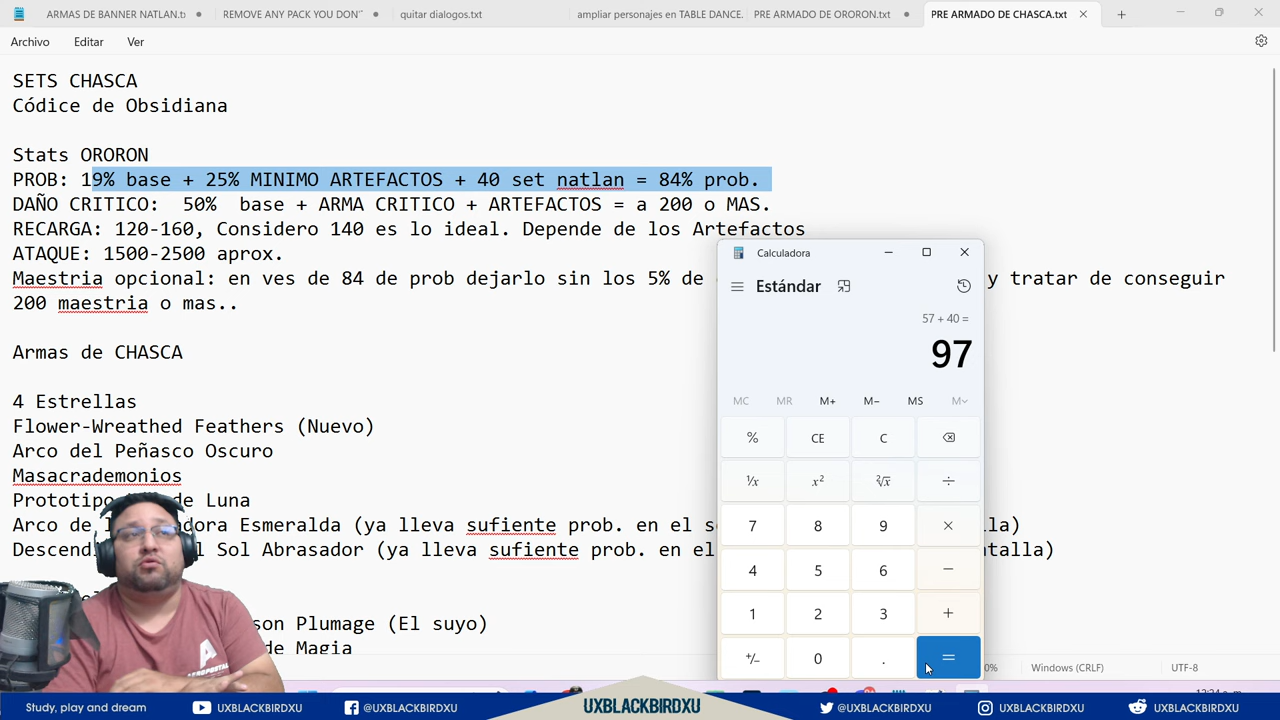 ARMAS DE BANNER NATLAN.t
REMOVE ANY PACK YOU DON'
quitar dialogos.txt
ampliar personajes en TABLE DANCE.
PRE ARMADO DE ORORON.txt
PRE ARMADO DE CHASCA.txt
Archivo Editar Ver
SETS CHASCA
Códice de Obsidiana
Stats ORORON
PROB: 19% base + 25% MINIMO ARTEFACTOS + 40 set natlan = 84% prob.
DAÑO CRITICO: 50% base + ARMA CRITICO + ARTEFACTOS = a 200 o MAS.
RECARGA: 120-160, Considero 140 es lo ideal. Depende de los Artefactos
ATAQUE: 1500-2500 aprox.
Maestria opcional: en ves de 84 de prob dejarlo sin los 5% de y tratar de conseguir
200 maestria o mas..
Armas de CHASCA
4 Estrellas
Flower-Wreathed Feathers (Nuevo)
Arco del Peñasco Oscuro
Masacrademonios
Prototipo de Luna
Arco de Esmeralda (ya lleva sufiente prob. en el
Sol Abrasador (ya lleva sufiente prob. en el
Plumage (El suyo)
de Magia
Calculadora
Estándar
57 + 40 =
97
MC MR M+ M− MS M
% CE C
⅟x x² ²√x ÷
7 8 9 ×
4 5 6 −
1 2 3 +
+/− 0 . =
Windows (CRLF)
UTF-8
Study, play and dream
UXBLACKBIRDXU
@UXBLACKBIRDXU
UXBLACKBIRDXU
@UXBLACKBIRDXU
UXBLACKBIRDXU
UXBLACKBIRDXU